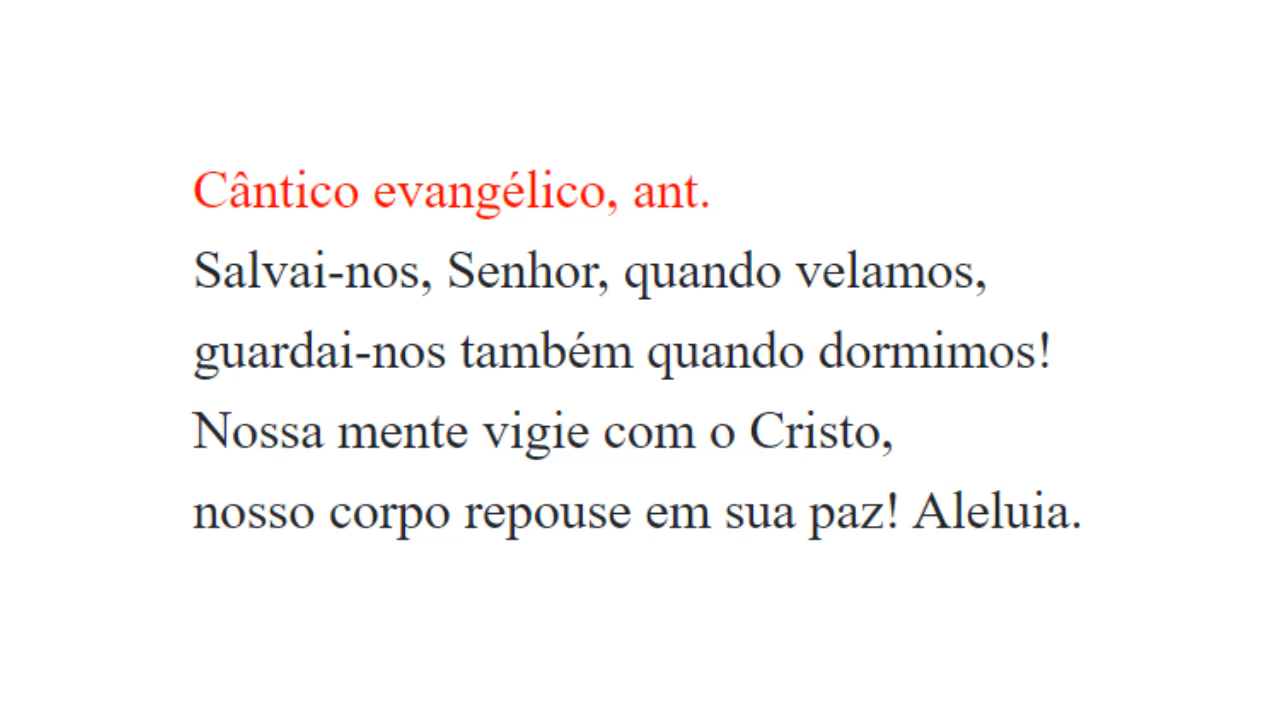 Cântico evangélico, ant.
Salvai-nos, Senhor, quando velamos,
guardai-nos também quando dormimos!
Nossa mente vigie com o Cristo,
nosso corpo repouse em sua paz! Aleluia.